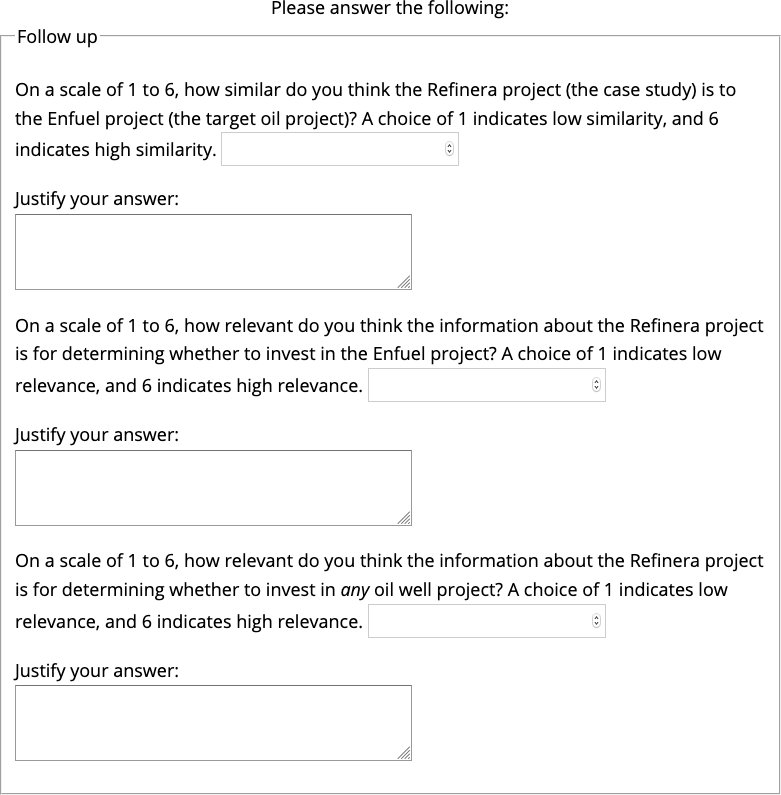 Please answer the following:
Follow up
On a scale of 1 to 6, how similar do you think the Refinera project (the case study) is to
the Enfuel project (the target oil project)? A choice of 1 indicates low similarity, and 6
indicates high similarity.
Justify your answer:
On a scale of 1 to 6, how relevant do you think the information about the Refinera project
is for determining whether to invest in the Enfuel project? A choice of 1 indicates low
relevance, and 6 indicates high relevance.
Justify your answer:
On a scale of 1 to 6, how relevant do you think the information about the Refinera project
is for determining whether to invest in any oil well project? A choice of 1 indicates low
relevance, and 6 indicates high relevance.
Justify your answer: